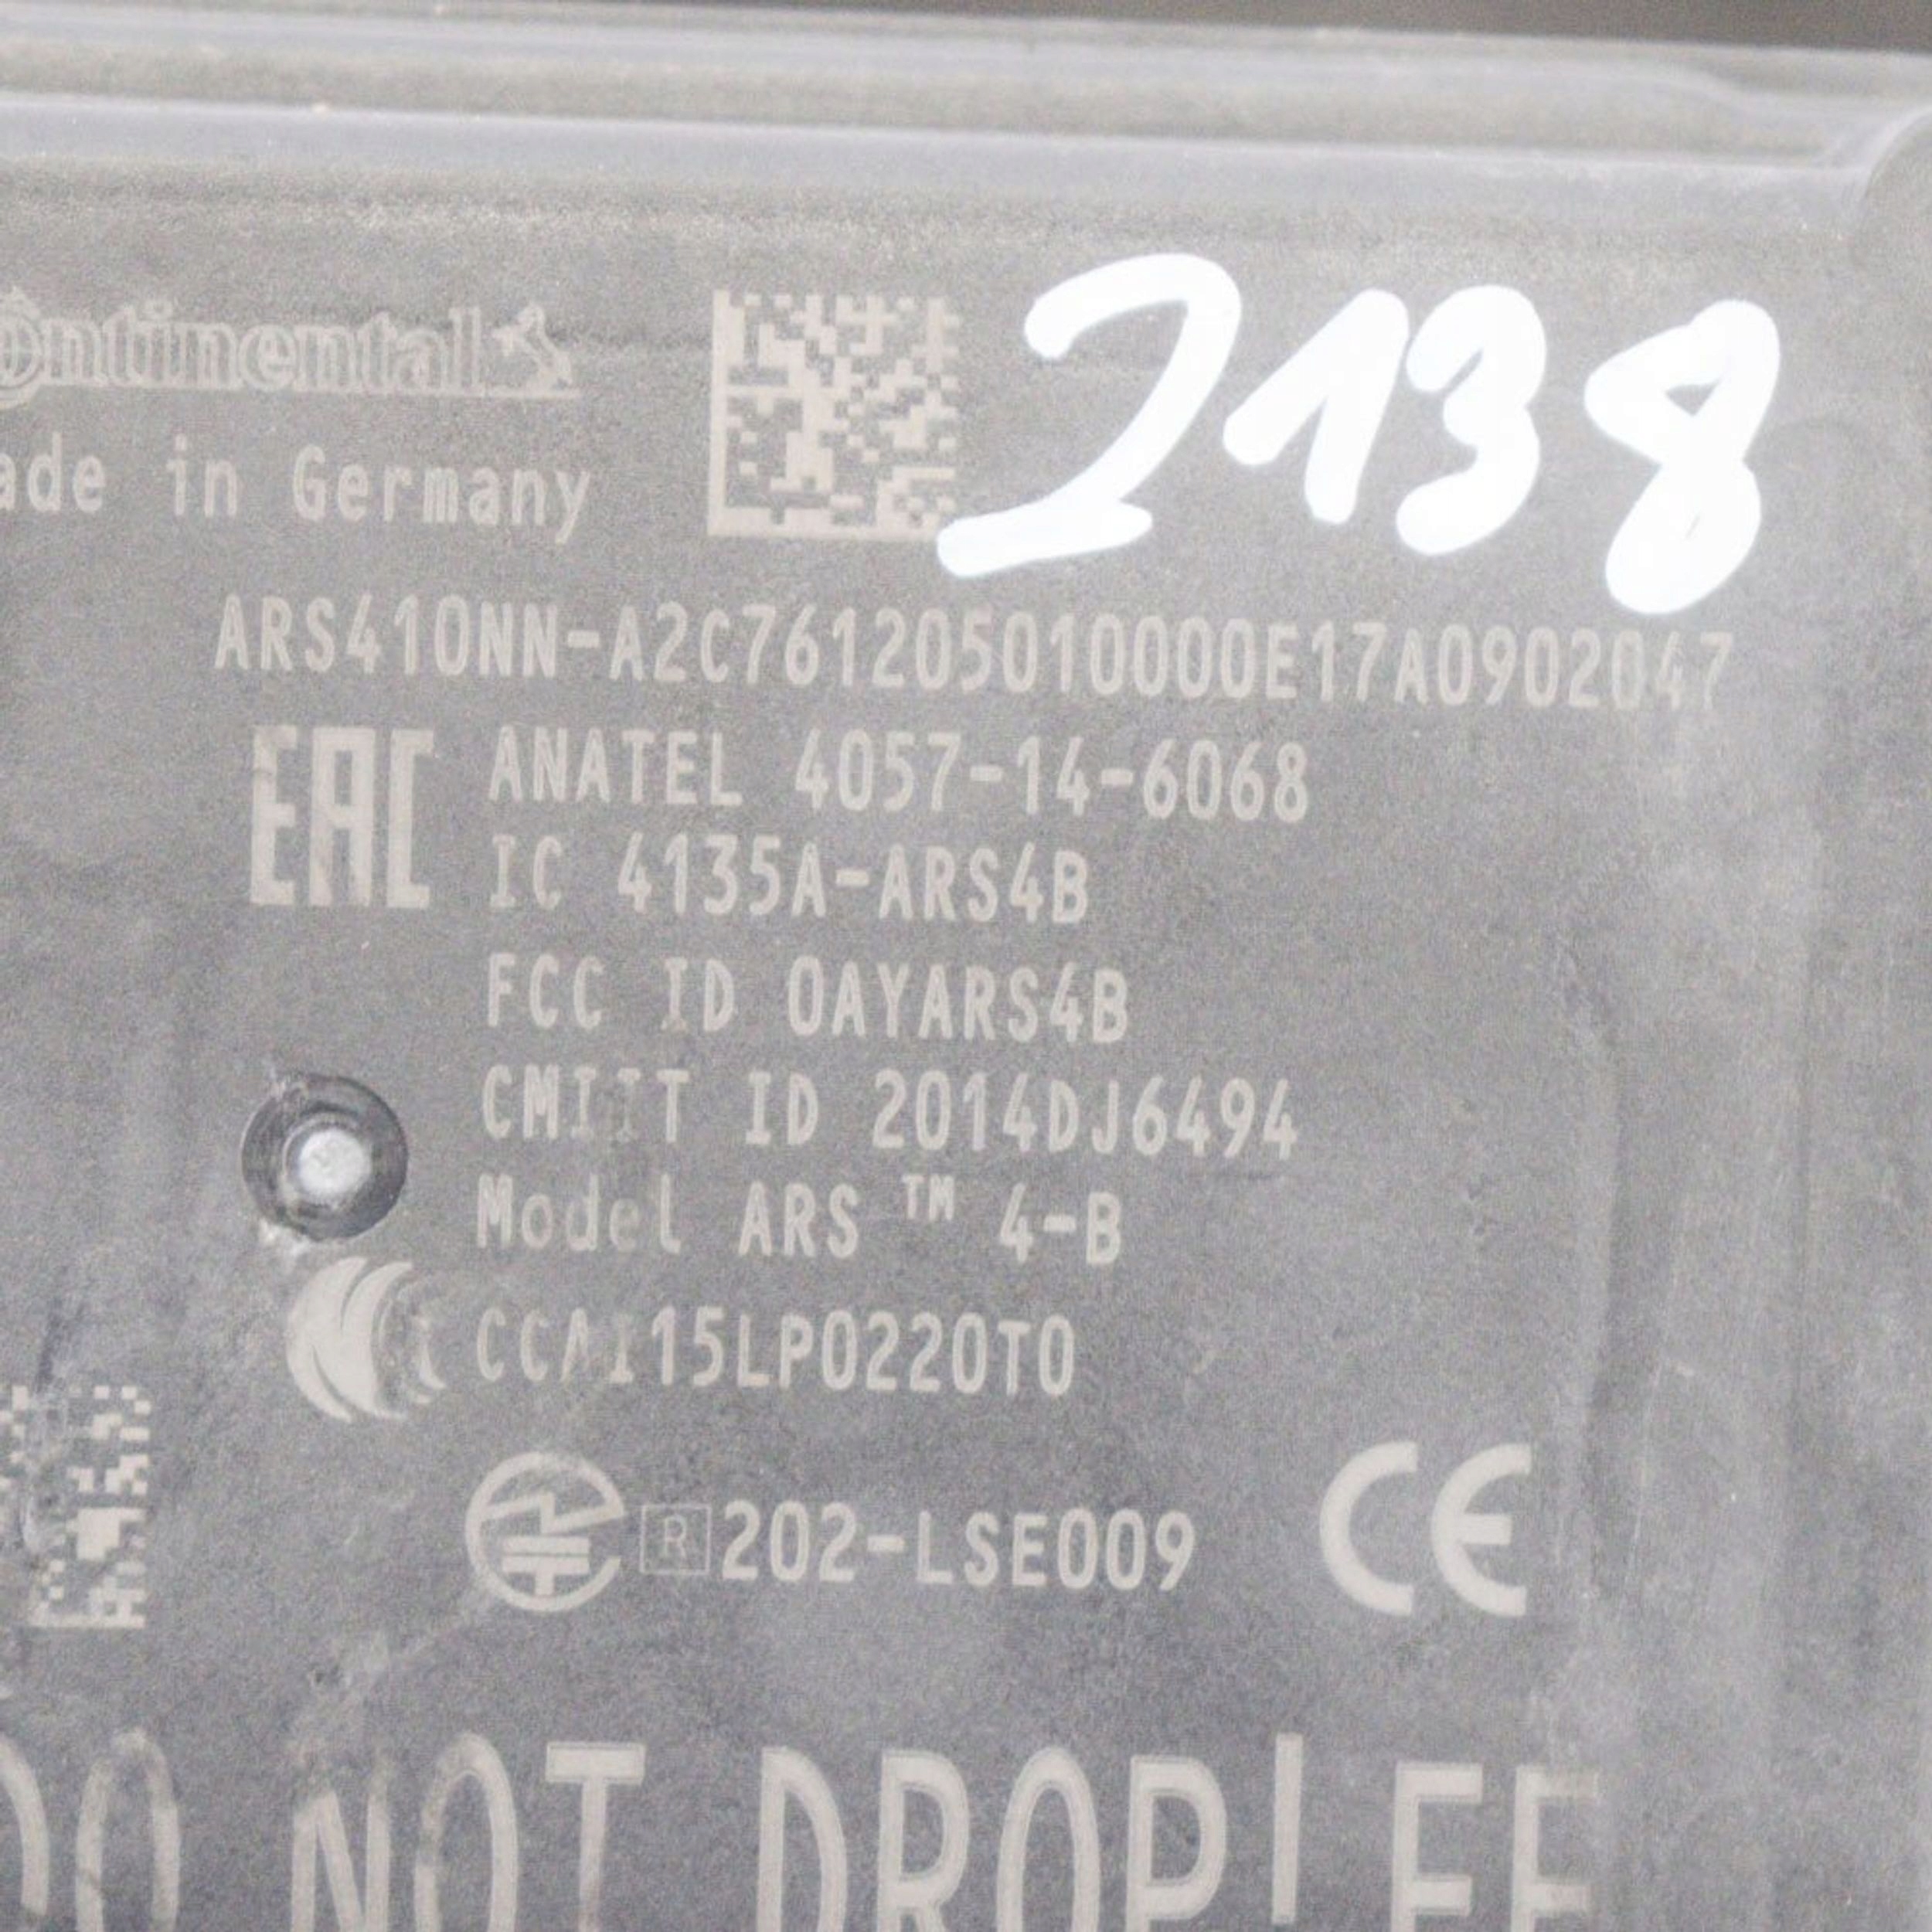 Continental
2138
ade in Germany
ARS410NN-A2C761205010000E17A0902047
EAC
ANATEL 4057-14-6068
IC 4135A-ARS4B
FCC ID OAYARS4B
CMIIT ID 2014DJ6494
Model ARS ™ 4-B
CCAI15LP0220T0
R 202-LSE009
CE
DO NOT DROP!